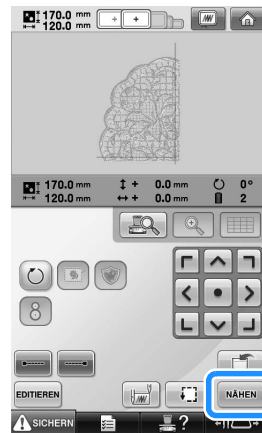 170.0 mm
120.0 mm
170.0 mm + 0.0 mm 0°
120.0 mm + 0.0 mm 2
EDITIEREN NÄHEN
SICHERN ?